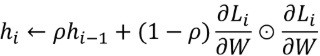 h_i ← ρh_{i−1} + (1 − ρ) ∂L_i/∂W ⊙ ∂L_i/∂W